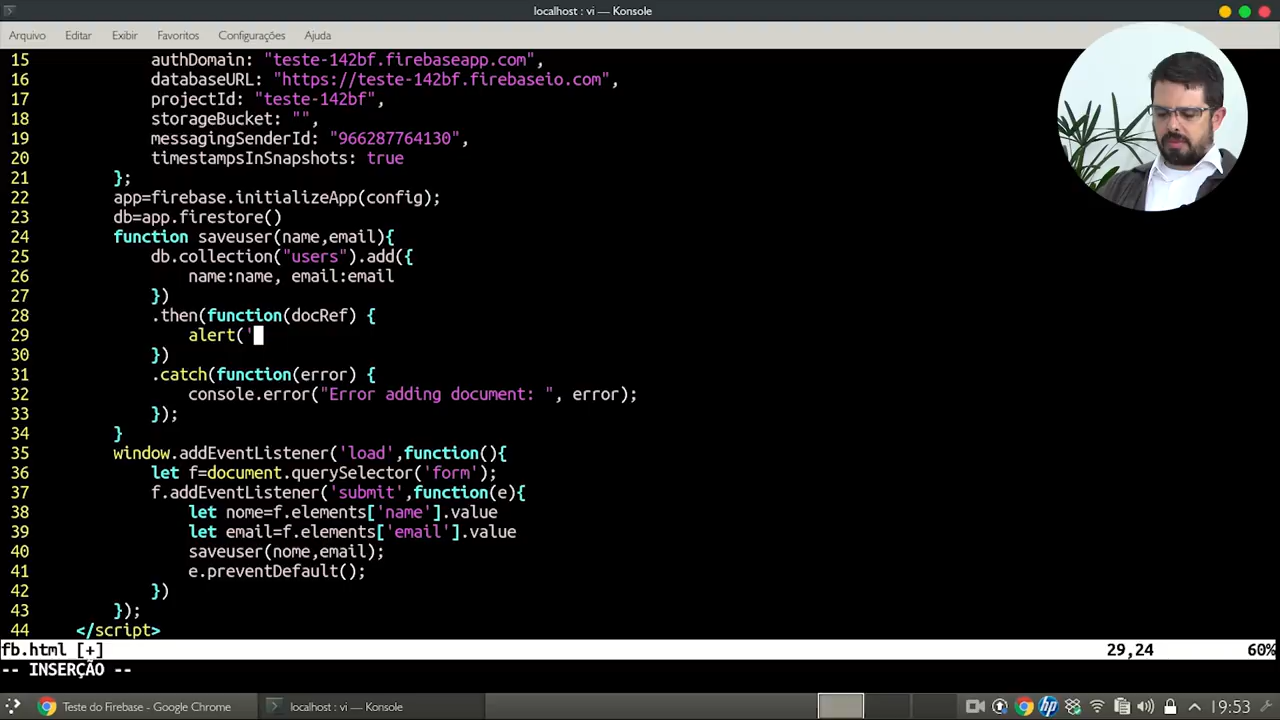 localhost : vi — Konsole
Arquivo Editar Exibir Favoritos Configurações Ajuda
15 authDomain: "teste-142bf.firebaseapp.com",
16 databaseURL: "https://teste-142bf.firebaseio.com",
17 projectId: "teste-142bf",
18 storageBucket: "",
19 messagingSenderId: "966287764130",
20 timestampsInSnapshots: true
21 };
22 app=firebase.initializeApp(config);
23 db=app.firestore()
24 function saveuser(name,email){
25 db.collection("users").add({
26 name:name, email:email
27 })
28 .then(function(docRef) {
29 alert('
30 })
31 .catch(function(error) {
32 console.error("Error adding document: ", error);
33 });
34 }
35 window.addEventListener('load',function(){
36 let f=document.querySelector('form');
37 f.addEventListener('submit',function(e){
38 let nome=f.elements['name'].value
39 let email=f.elements['email'].value
40 saveuser(nome,email);
41 e.preventDefault();
42 })
43 });
44 </script>
fb.html [+] 29,24 60%
-- INSERÇÃO --
Teste do Firebase - Google Chrome localhost : vi — Konsole 19:53